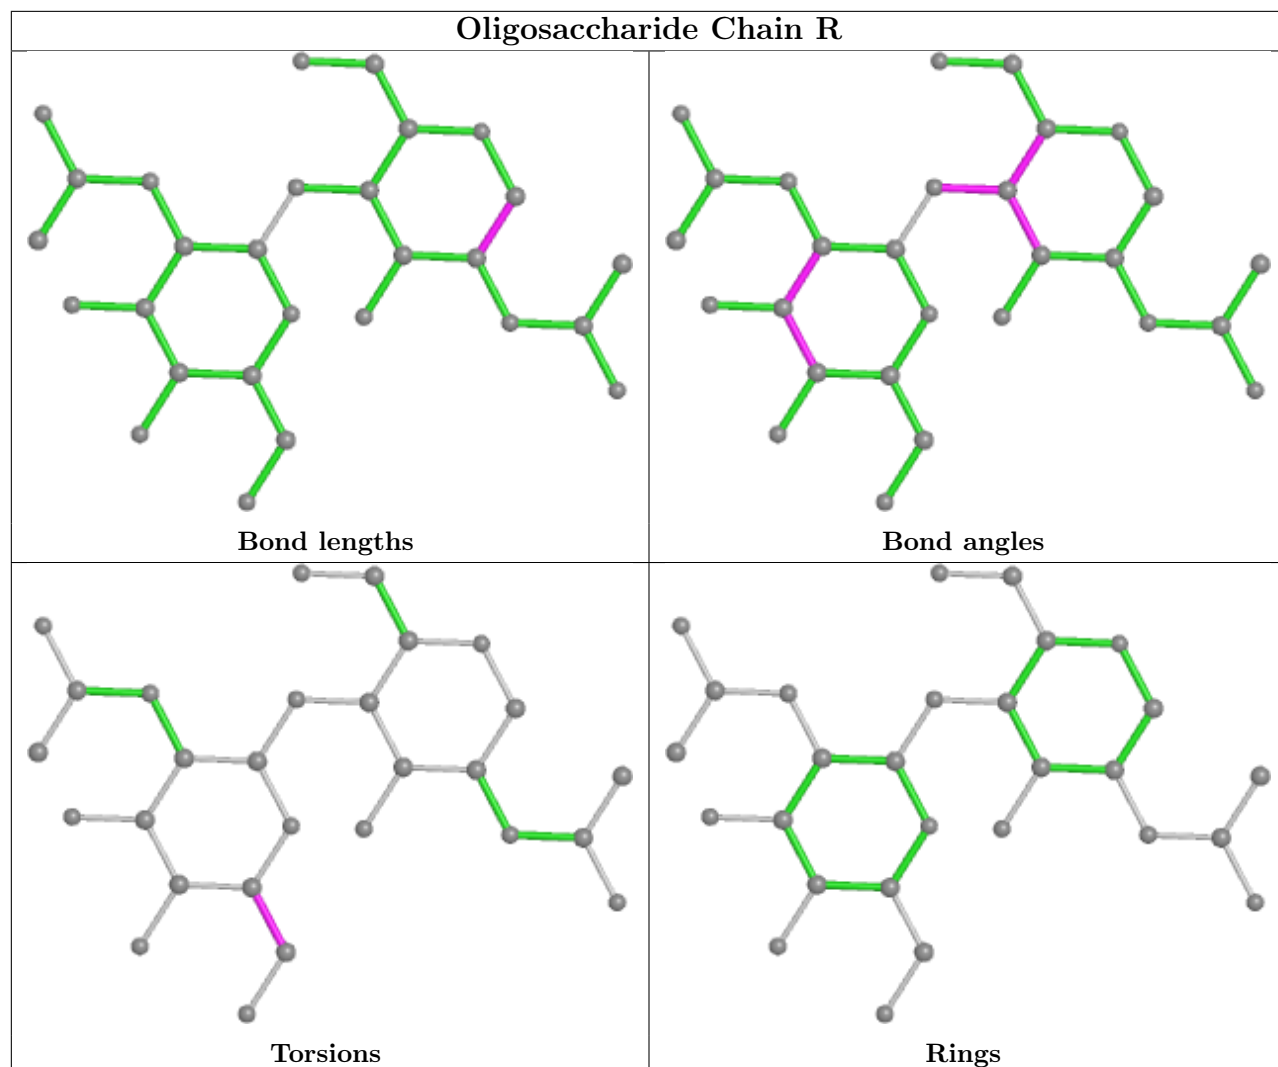 Oligosaccharide Chain R
Bond lengths
Bond angles
Torsions
Rings